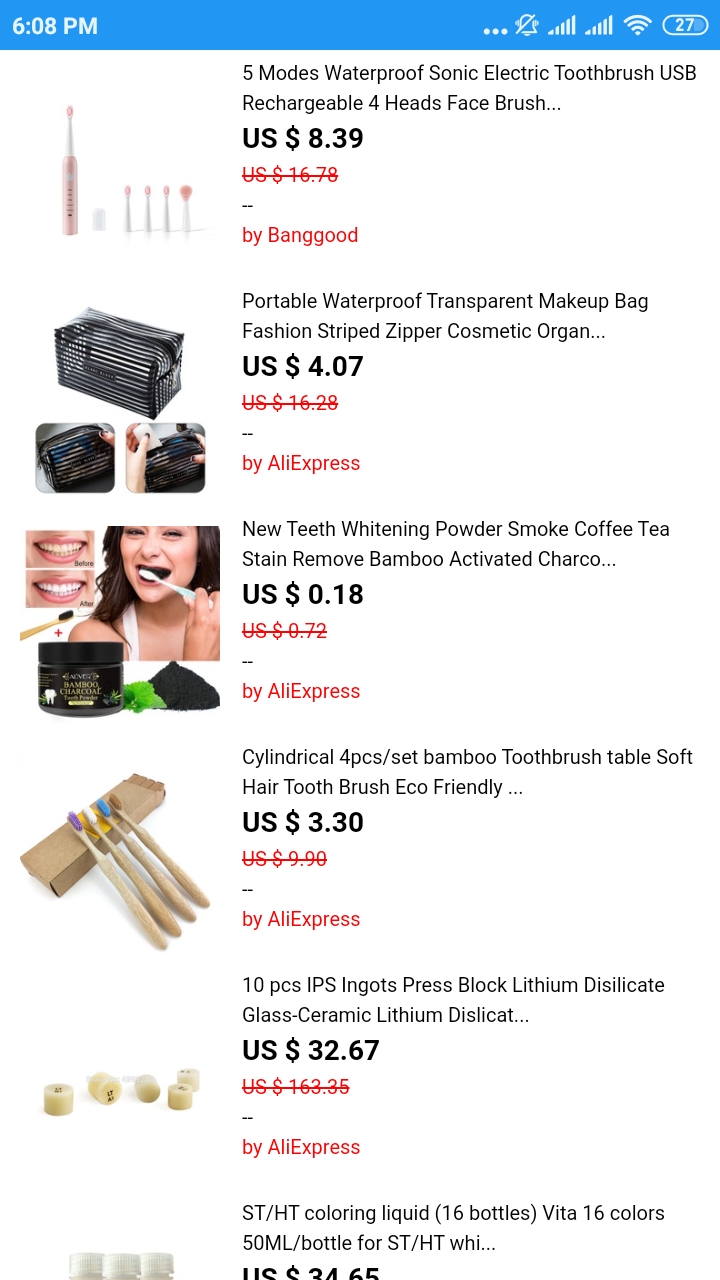 6:08 PM
27
5 Modes Waterproof Sonic Electric Toothbrush USB
Rechargeable 4 Heads Face Brush...
US $ 8.39
US $ 16.78
--
by Banggood
Portable Waterproof Transparent Makeup Bag
Fashion Striped Zipper Cosmetic Organ...
US $ 4.07
US $ 16.28
--
by AliExpress
Before
After
+
BAMBOO
CHARCOAL
Tooth Powder
New Teeth Whitening Powder Smoke Coffee Tea
Stain Remove Bamboo Activated Charco...
US $ 0.18
US $ 0.72
--
by AliExpress
Cylindrical 4pcs/set bamboo Toothbrush table Soft
Hair Tooth Brush Eco Friendly ...
US $ 3.30
US $ 9.90
--
by AliExpress
LT
A1
10 pcs IPS Ingots Press Block Lithium Disilicate
Glass-Ceramic Lithium Dislicat...
US $ 32.67
US $ 163.35
--
by AliExpress
ST/HT coloring liquid (16 bottles) Vita 16 colors
50ML/bottle for ST/HT whi...
US $ 34.65